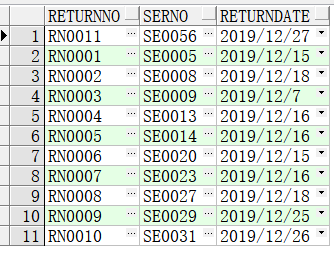 RETURNNO SERNO RETURNDATE
1 RN0011 ... SE0056 ... 2019/12/27
2 RN0001 ... SE0005 ... 2019/12/15
3 RN0002 ... SE0008 ... 2019/12/18
4 RN0003 ... SE0009 ... 2019/12/7
5 RN0004 ... SE0013 ... 2019/12/16
6 RN0005 ... SE0014 ... 2019/12/16
7 RN0006 ... SE0020 ... 2019/12/15
8 RN0007 ... SE0023 ... 2019/12/16
9 RN0008 ... SE0027 ... 2019/12/18
10 RN0009 ... SE0029 ... 2019/12/25
11 RN0010 ... SE0031 ... 2019/12/26